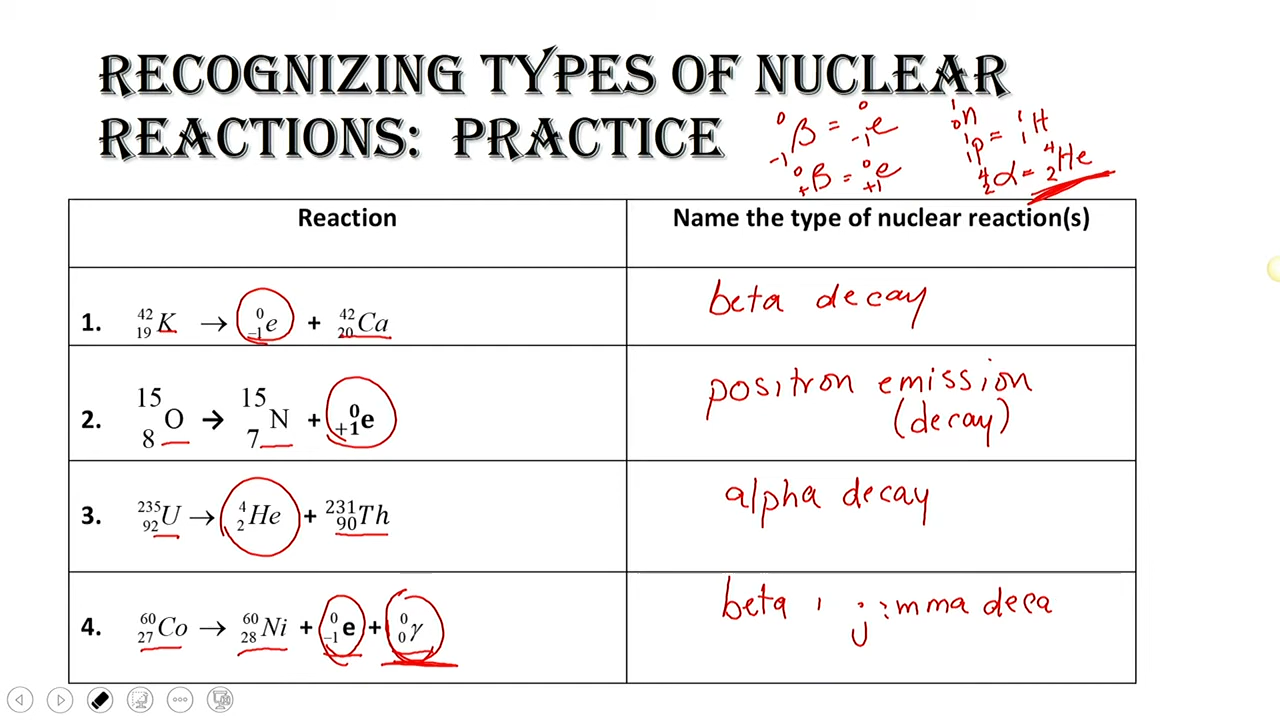 RECOGNIZING TYPES OF NUCLEAR
REACTIONS: PRACTICE
⁰₋₁β = ⁰₋₁e
⁰₊β = ⁰₊₁e
¹₀n
¹₁p = ¹₁H
⁴₂α = ⁴₂He
Reaction Name the type of nuclear reaction(s)
1. ⁴²₁₉K → ⁰₋₁e + ⁴²₂₀Ca beta decay
2. ¹⁵₈O → ¹⁵₇N + ⁰₊₁e positron emission
(decay)
3. ²³⁵₉₂U → ⁴₂He + ²³¹₉₀Th alpha decay
4. ⁶⁰₂₇Co → ⁶⁰₂₈Ni + ⁰₋₁e + ⁰₀γ beta , mma deca